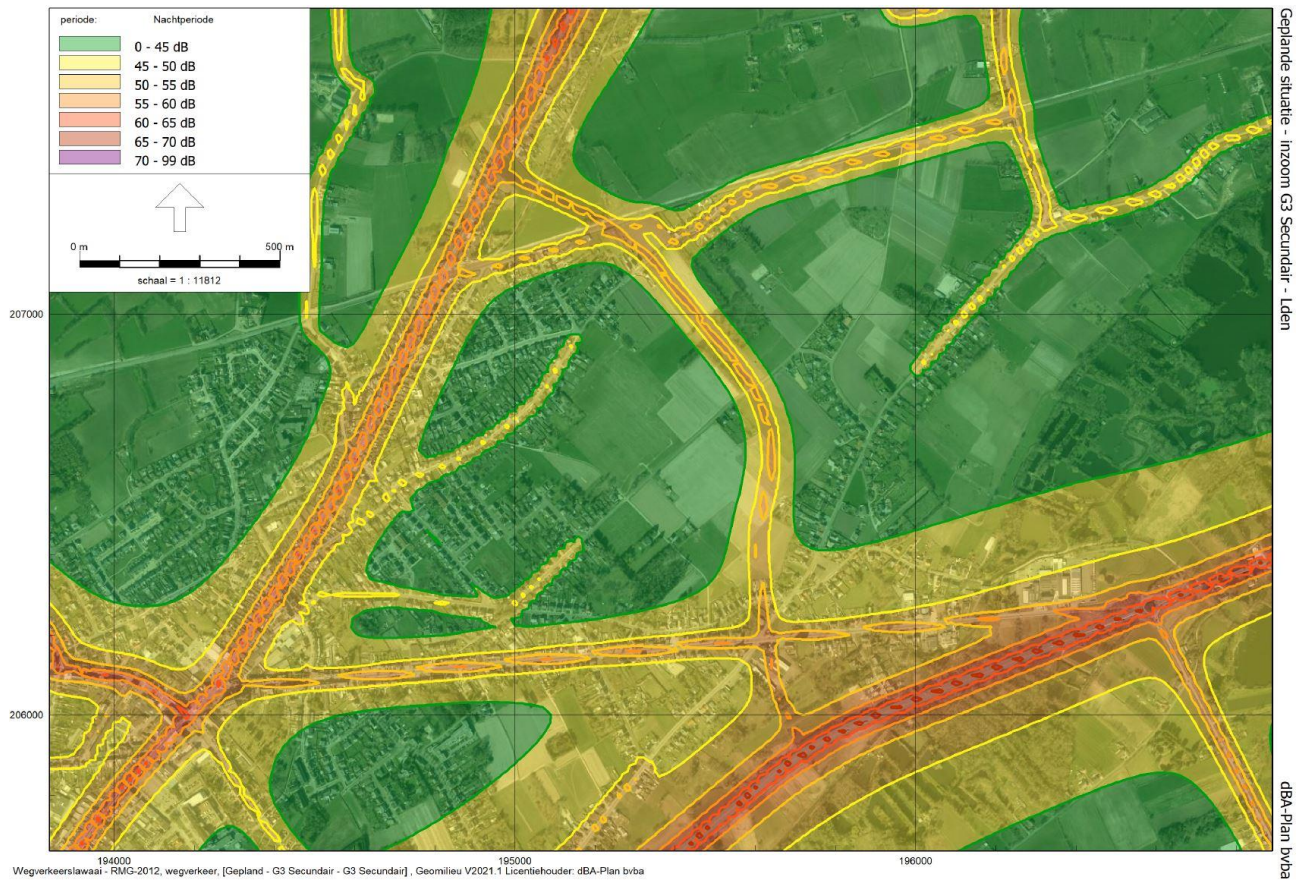 periode: Nachtperiode
0 - 45 dB
45 - 50 dB
50 - 55 dB
55 - 60 dB
60 - 65 dB
65 - 70 dB
70 - 99 dB
0 m 500 m
schaal = 1 : 11812
207000
206000
194000 195000 196000
Wegverkeerslawaai - RMG-2012, wegverkeer, [Gepland - G3 Secundair - G3 Secundair] , Geomilieu V2021.1 Licentiehouder: dBA-Plan bvba
Geplande situatie - inzoom G3 Secundair - Lden
dBA-Plan bvba